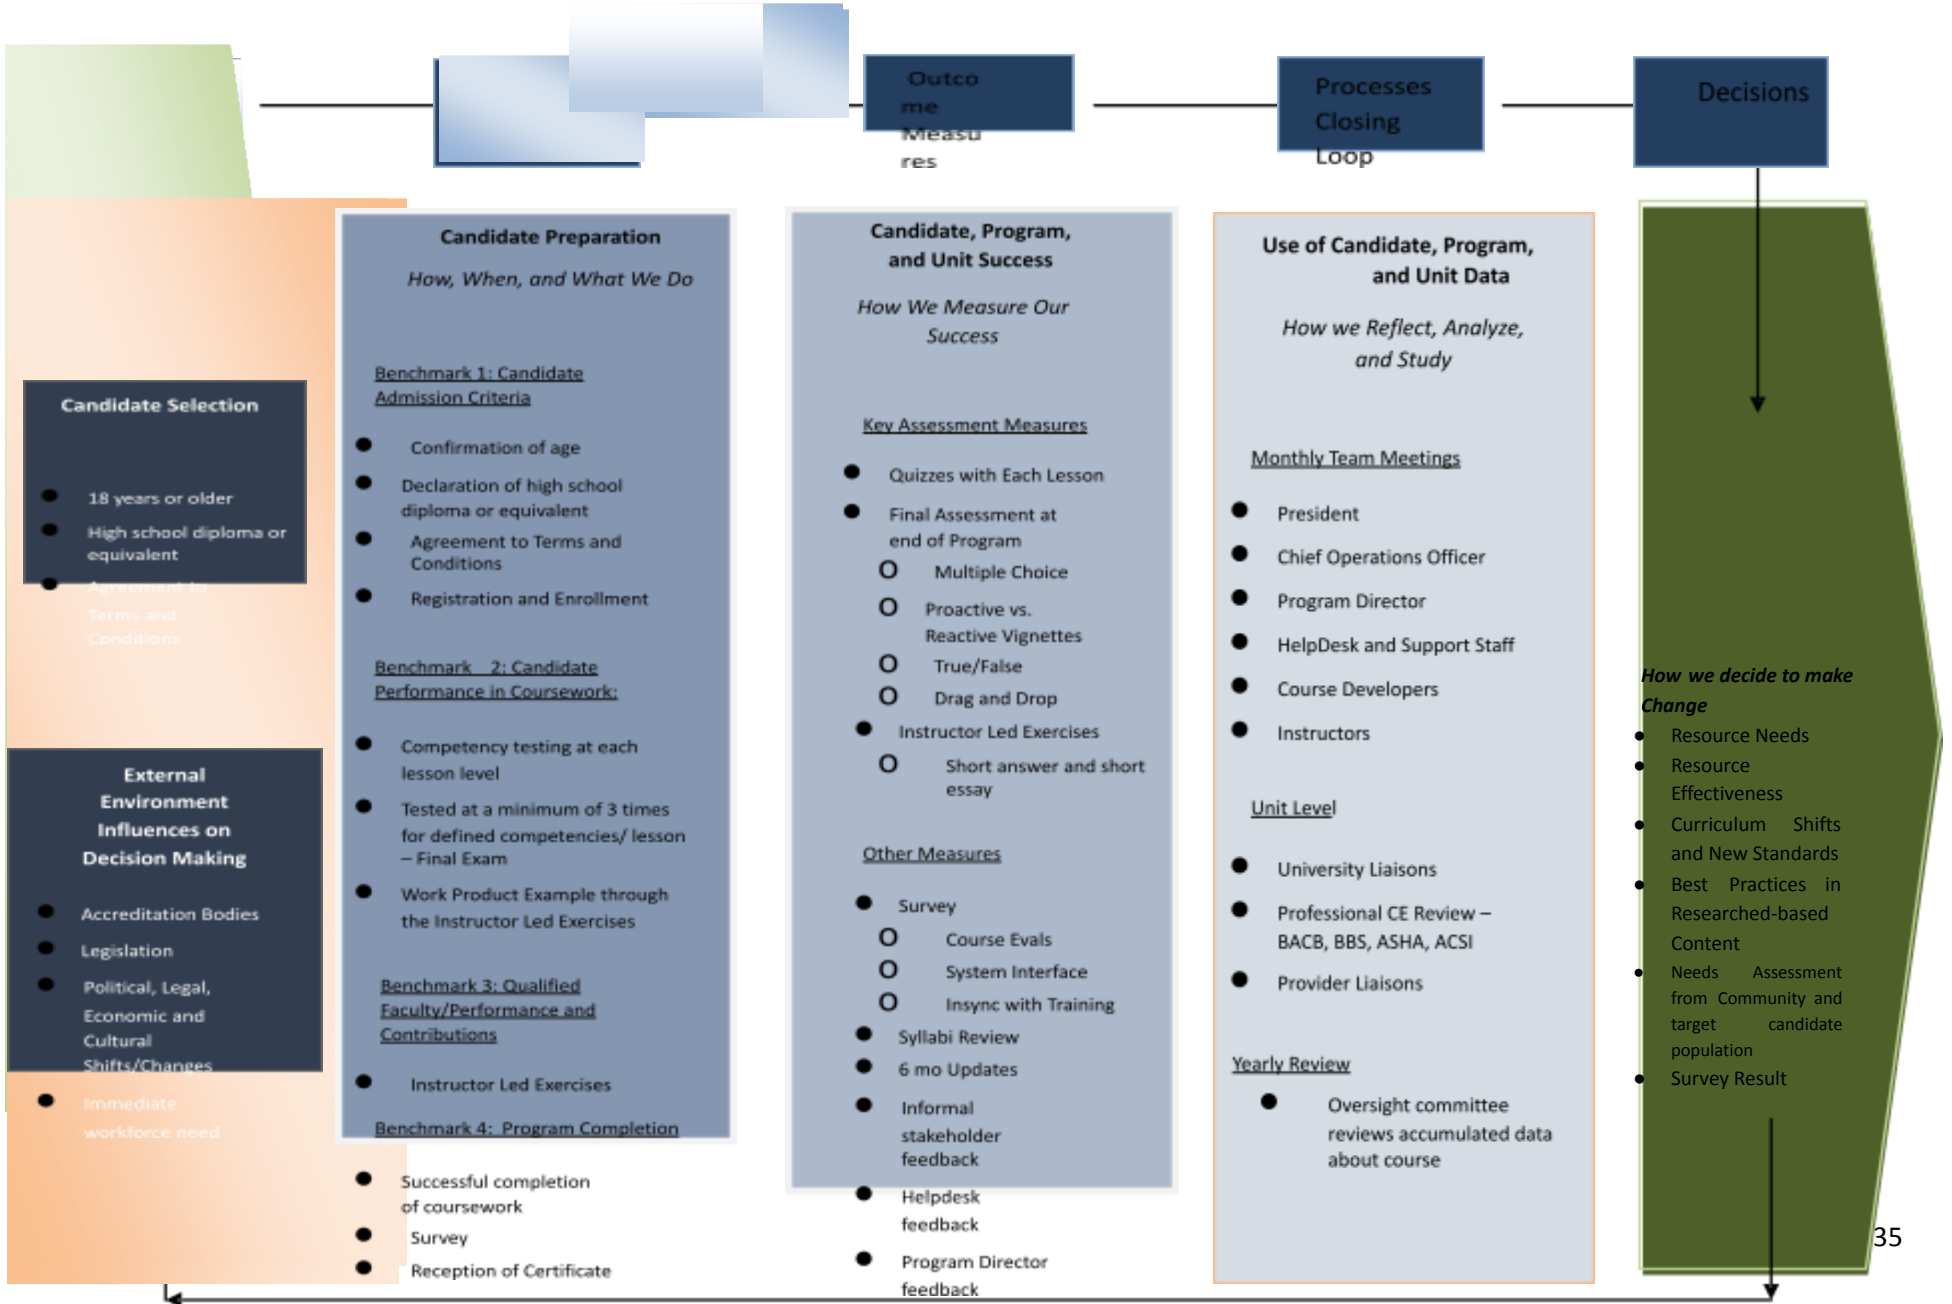 Outco
me
Measu
res
Processes
Closing
Loop
Decisions
Candidate Selection
● 18 years or older
● High school diploma or
equivalent
● Agreement to
Terms and
Conditions
External
Environment
Influences on
Decision Making
● Accreditation Bodies
● Legislation
● Political, Legal,
Economic and
Cultural
Shifts/Changes
● Immediate
workforce need
Candidate Preparation
How, When, and What We Do
Benchmark 1: Candidate
Admission Criteria
● Confirmation of age
● Declaration of high school
diploma or equivalent
● Agreement to Terms and
Conditions
● Registration and Enrollment
Benchmark 2: Candidate
Performance in Coursework:
● Competency testing at each
lesson level
● Tested at a minimum of 3 times
for defined competencies/ lesson
– Final Exam
● Work Product Example through
the Instructor Led Exercises
Benchmark 3: Qualified
Faculty/Performance and
Contributions
● Instructor Led Exercises
Benchmark 4: Program Completion
● Successful completion
of coursework
● Survey
● Reception of Certificate
Candidate, Program,
and Unit Success
How We Measure Our
Success
Key Assessment Measures
● Quizzes with Each Lesson
● Final Assessment at
end of Program
O Multiple Choice
O Proactive vs.
Reactive Vignettes
O True/False
O Drag and Drop
● Instructor Led Exercises
O Short answer and short
essay
Other Measures
● Survey
O Course Evals
O System Interface
O Insync with Training
● Syllabi Review
● 6 mo Updates
● Informal
stakeholder
feedback
● Helpdesk
feedback
● Program Director
feedback
Use of Candidate, Program,
and Unit Data
How we Reflect, Analyze,
and Study
Monthly Team Meetings
● President
● Chief Operations Officer
● Program Director
● HelpDesk and Support Staff
● Course Developers
● Instructors
Unit Level
● University Liaisons
● Professional CE Review –
BACB, BBS, ASHA, ACSI
● Provider Liaisons
Yearly Review
● Oversight committee
reviews accumulated data
about course
How we decide to make
Change
● Resource Needs
● Resource
Effectiveness
● Curriculum Shifts
and New Standards
● Best Practices in
Researched-based
Content
● Needs Assessment
from Community and
target candidate
population
● Survey Result
35